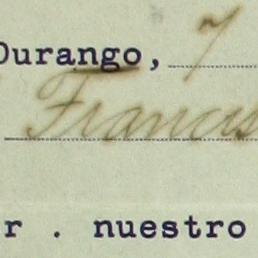 Durango, 7
Francis
r . nuestro